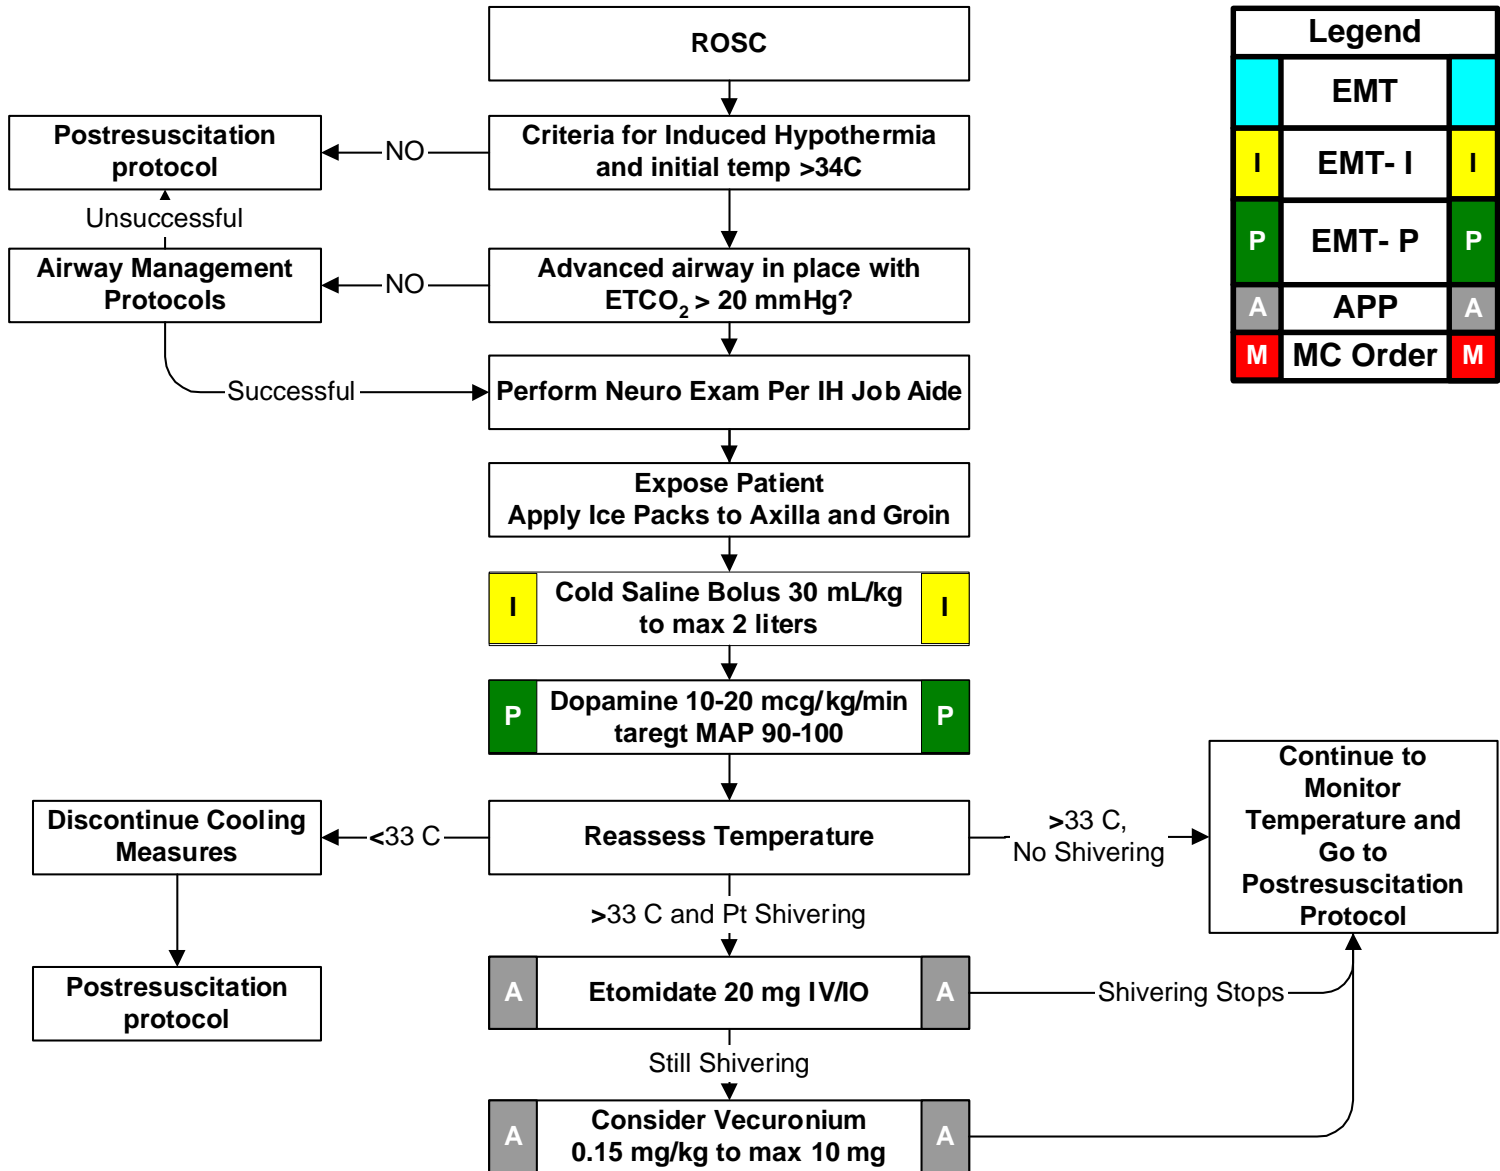 ROSC
Legend
EMT
I EMT- I I
P EMT- P P
A APP A
M MC Order M
Postresuscitation
protocol
NO
Criteria for Induced Hypothermia
and initial temp >34C
Unsuccessful
Airway Management
Protocols
NO
Advanced airway in place with
ETCO2 > 20 mmHg?
Successful
Perform Neuro Exam Per IH Job Aide
Expose Patient
Apply Ice Packs to Axilla and Groin
I Cold Saline Bolus 30 mL/kg I
to max 2 liters
P Dopamine 10-20 mcg/kg/min P
taregt MAP 90-100
Discontinue Cooling
Measures
<33 C
Reassess Temperature
>33 C,
No Shivering
Continue to
Monitor
Temperature and
Go to
Postresuscitation
Protocol
>33 C and Pt Shivering
Postresuscitation
protocol
A Etomidate 20 mg IV/IO A
Shivering Stops
Still Shivering
A Consider Vecuronium A
0.15 mg/kg to max 10 mg